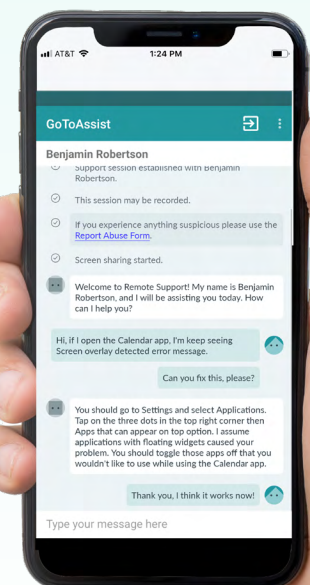 AT&T 1:24 PM
GoToAssist
Benjamin Robertson
Support session established with Benjamin
Robertson.
This session may be recorded.
If you experience anything suspicious please use the
Report Abuse Form.
Screen sharing started.
Welcome to Remote Support! My name is Benjamin
Robertson, and I will be assisting you today. How
can I help you?
Hi, if I open the Calendar app, I'm keep seeing
Screen overlay detected error message.
Can you fix this, please?
You should go to Settings and select Applications.
Tap on the three dots in the top right corner then
Apps that can appear on top option. I assume
applications with floating widgets caused your
problem. You should toggle those apps off that you
wouldn't like to use while using the Calendar app.
Thank you, I think it works now!
Type your message here